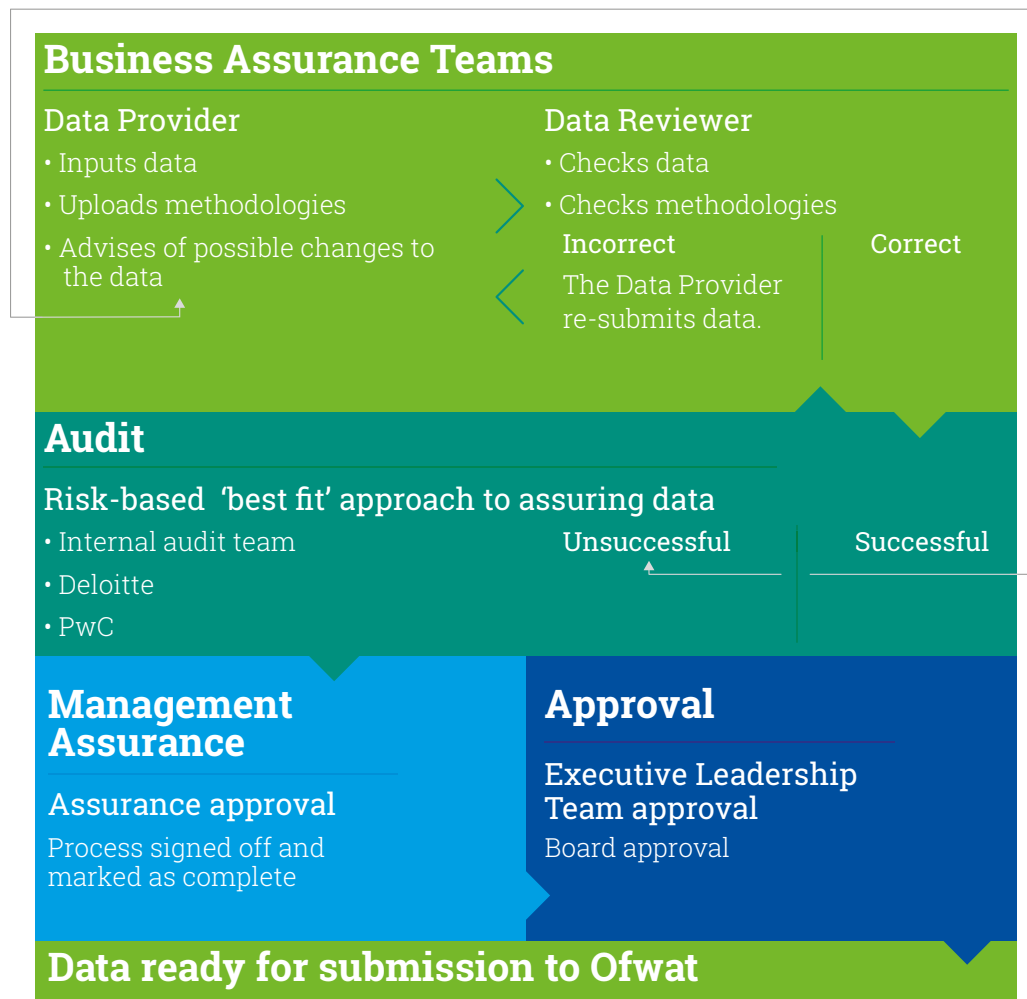 Business Assurance Teams
Data Provider
• Inputs data
• Uploads methodologies
• Advises of possible changes to
the data
Data Reviewer
• Checks data
• Checks methodologies
Incorrect
The Data Provider
re-submits data.
Correct
Audit
Risk-based ‘best fit’ approach to assuring data
• Internal audit team
• Deloitte
• PwC
Unsuccessful
Successful
Management
Assurance
Assurance approval
Process signed off and
marked as complete
Approval
Executive Leadership
Team approval
Board approval
Data ready for submission to Ofwat